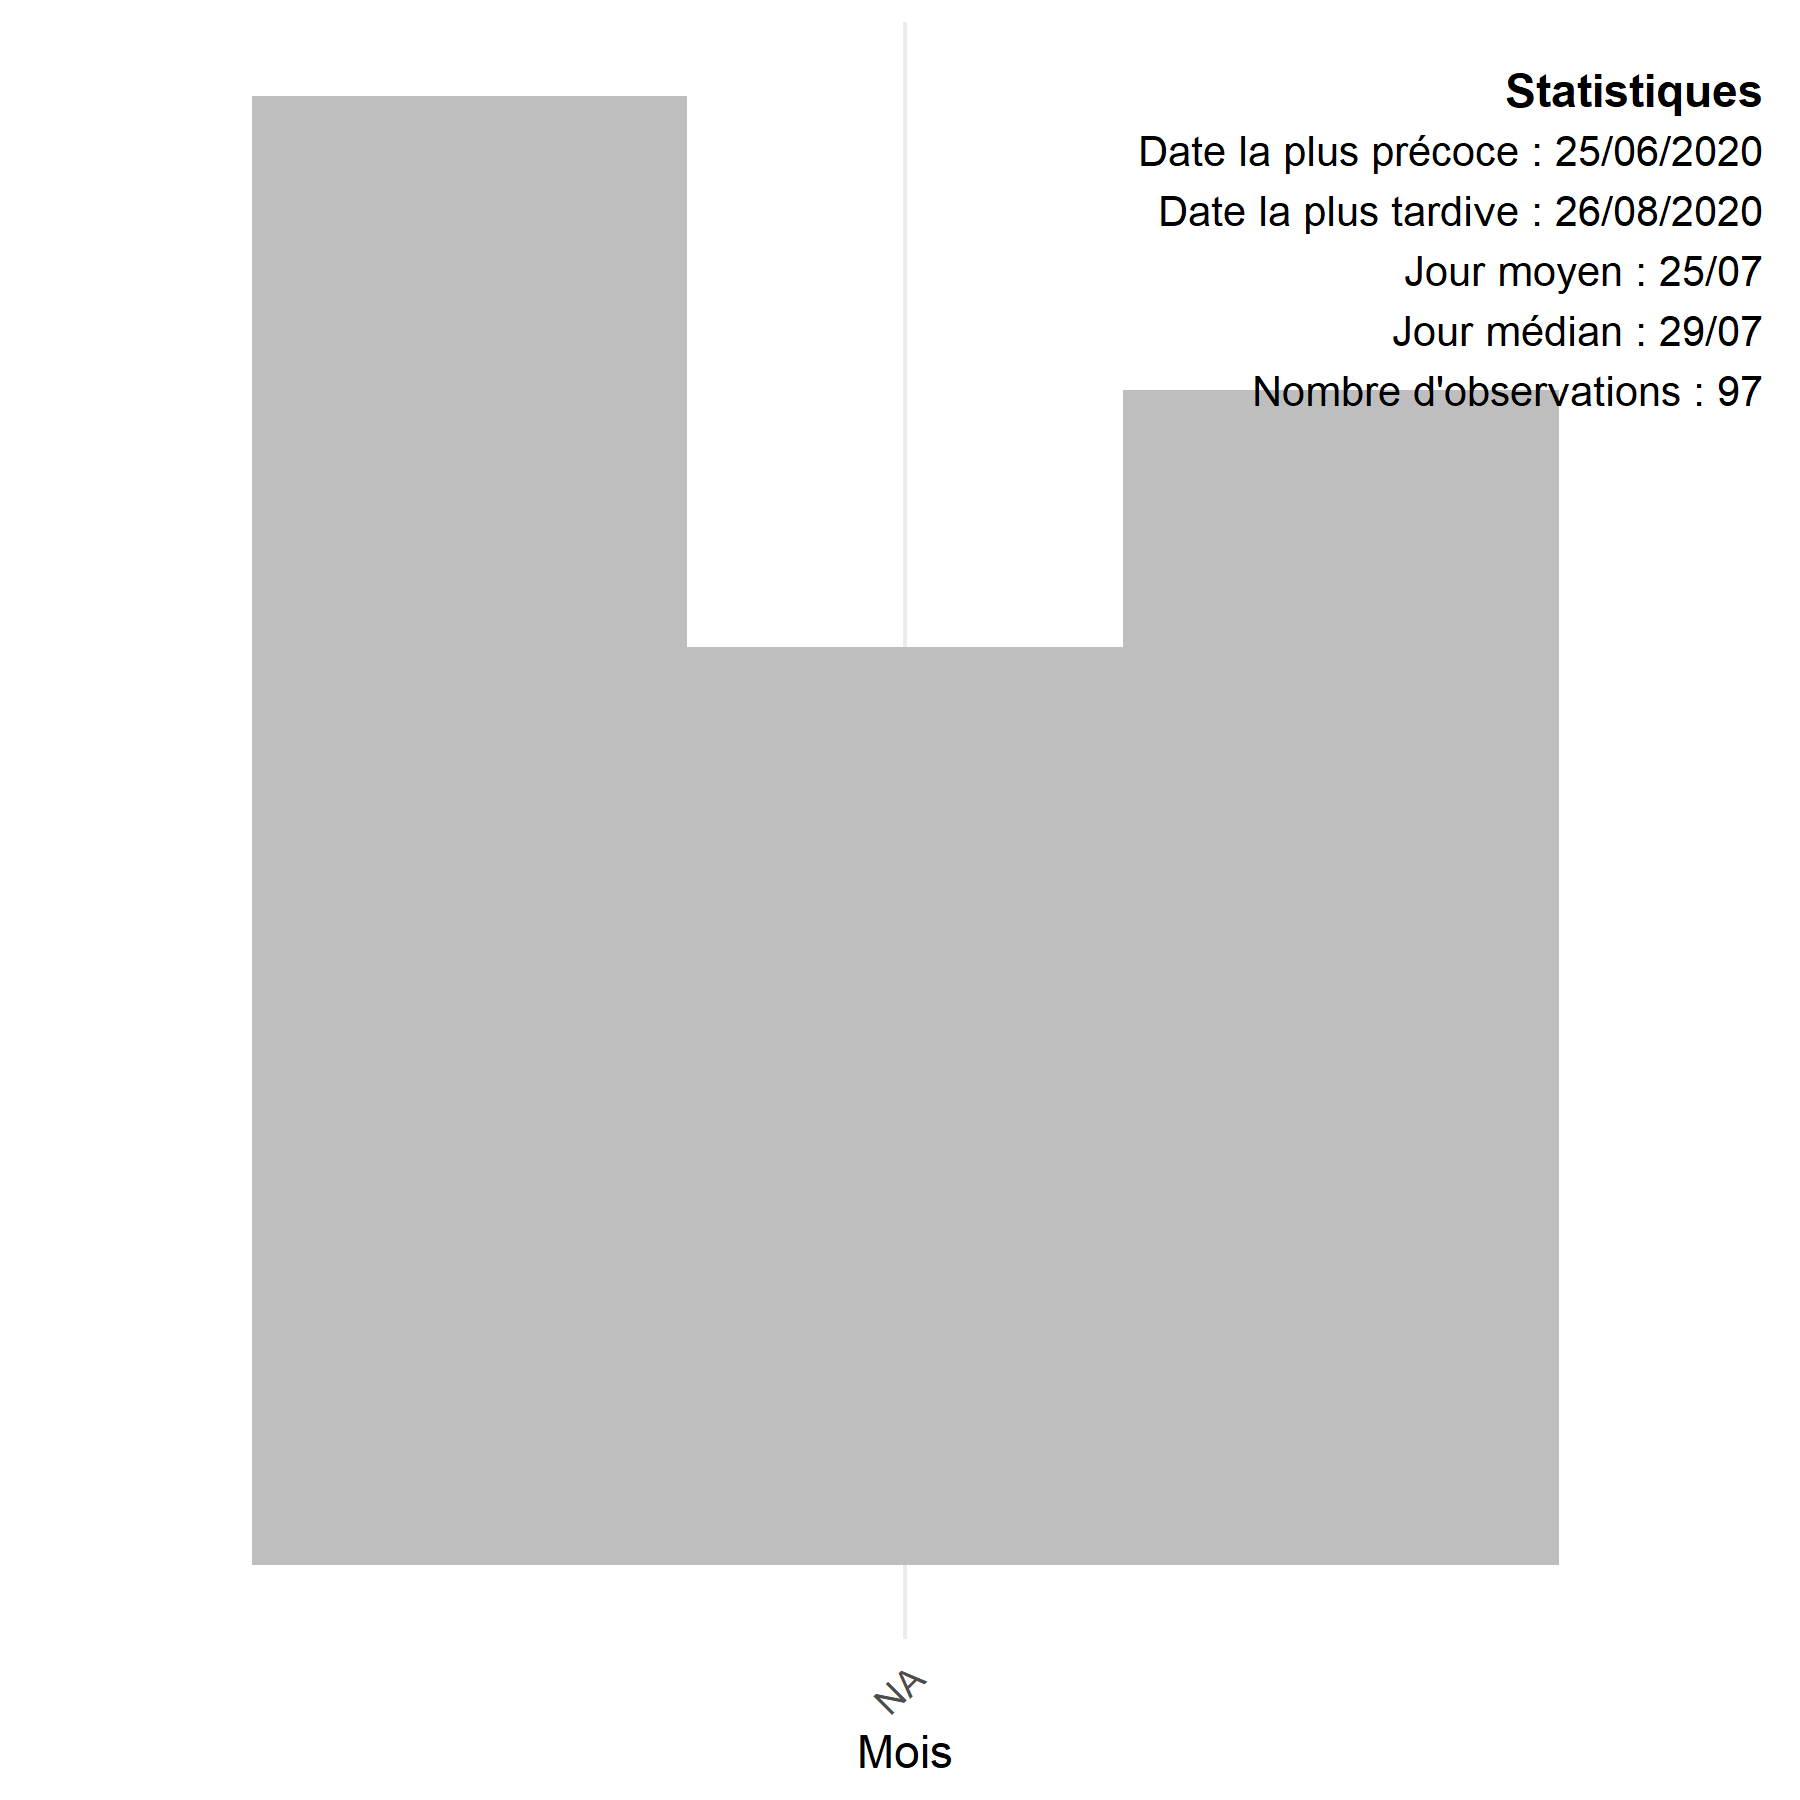 Statistiques
Date la plus précoce : 25/06/2020
Date la plus tardive : 26/08/2020
Jour moyen : 25/07
Jour médian : 29/07
Nombre d'observations : 97
NA
Mois